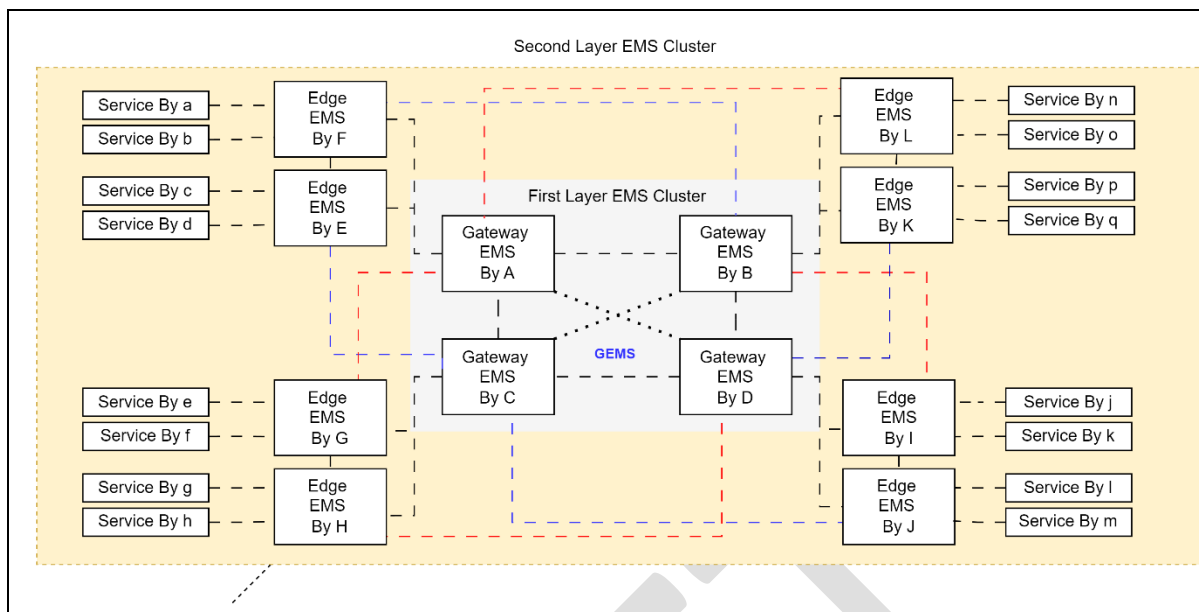 Second Layer EMS Cluster
Service By a
Service By b
Service By c
Service By d
Edge
EMS
By F
Edge
EMS
By E
Edge
EMS
By L
Edge
EMS
By K
Service By n
Service By o
Service By p
Service By q
First Layer EMS Cluster
Gateway
EMS
By A
Gateway
EMS
By B
GEMS
Gateway
EMS
By C
Gateway
EMS
By D
Service By e
Service By f
Service By g
Service By h
Edge
EMS
By G
Edge
EMS
By H
Edge
EMS
By I
Edge
EMS
By J
Service By j
Service By k
Service By l
Service By m